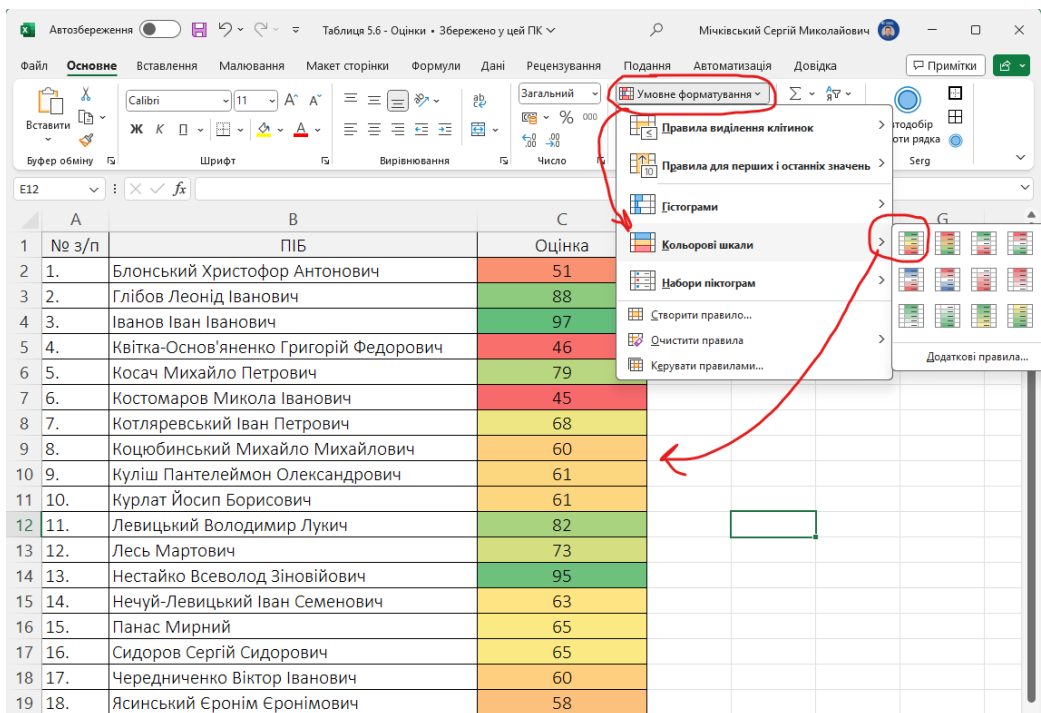 Автозбереження Таблиця 5.6 - Оцінки • Збережено у цей ПК Мічківський Сергій Миколайович
Файл Основне Вставлення Малювання Макет сторінки Формули Дані Рецензування Подання Автоматизація Довідка Примітки
Вставити
Calibri 11
Ж К П
ab
Загальний
% 000
Умовне форматування
Буфер обміну Шрифт Вирівнювання Число
оти рядка
Serg
Правила виділення клітинок
Правила для перших і останніх значень
Гістограми
Кольорові шкали
Набори піктограм
Створити правило...
Очистити правила
Керувати правилами...
Додаткові правила...
E12 fx
A B C G
1 № з/п ПІБ Оцінка
2 1. Блонський Христофор Антонович 51
3 2. Глібов Леонід Іванович 88
4 3. Іванов Іван Іванович 97
5 4. Квітка-Основ'яненко Григорій Федорович 46
6 5. Косач Михайло Петрович 79
7 6. Костомаров Микола Іванович 45
8 7. Котляревський Іван Петрович 68
9 8. Коцюбинський Михайло Михайлович 60
10 9. Куліш Пантелеймон Олександрович 61
11 10. Курлат Йосип Борисович 61
12 11. Левицький Володимир Лукич 82
13 12. Лесь Мартович 73
14 13. Нестайко Всеволод Зіновійович 95
15 14. Нечуй-Левицький Іван Семенович 63
16 15. Панас Мирний 65
17 16. Сидоров Сергій Сидорович 65
18 17. Чередниченко Віктор Іванович 60
19 18. Ясинський Єронім Єронімович 58